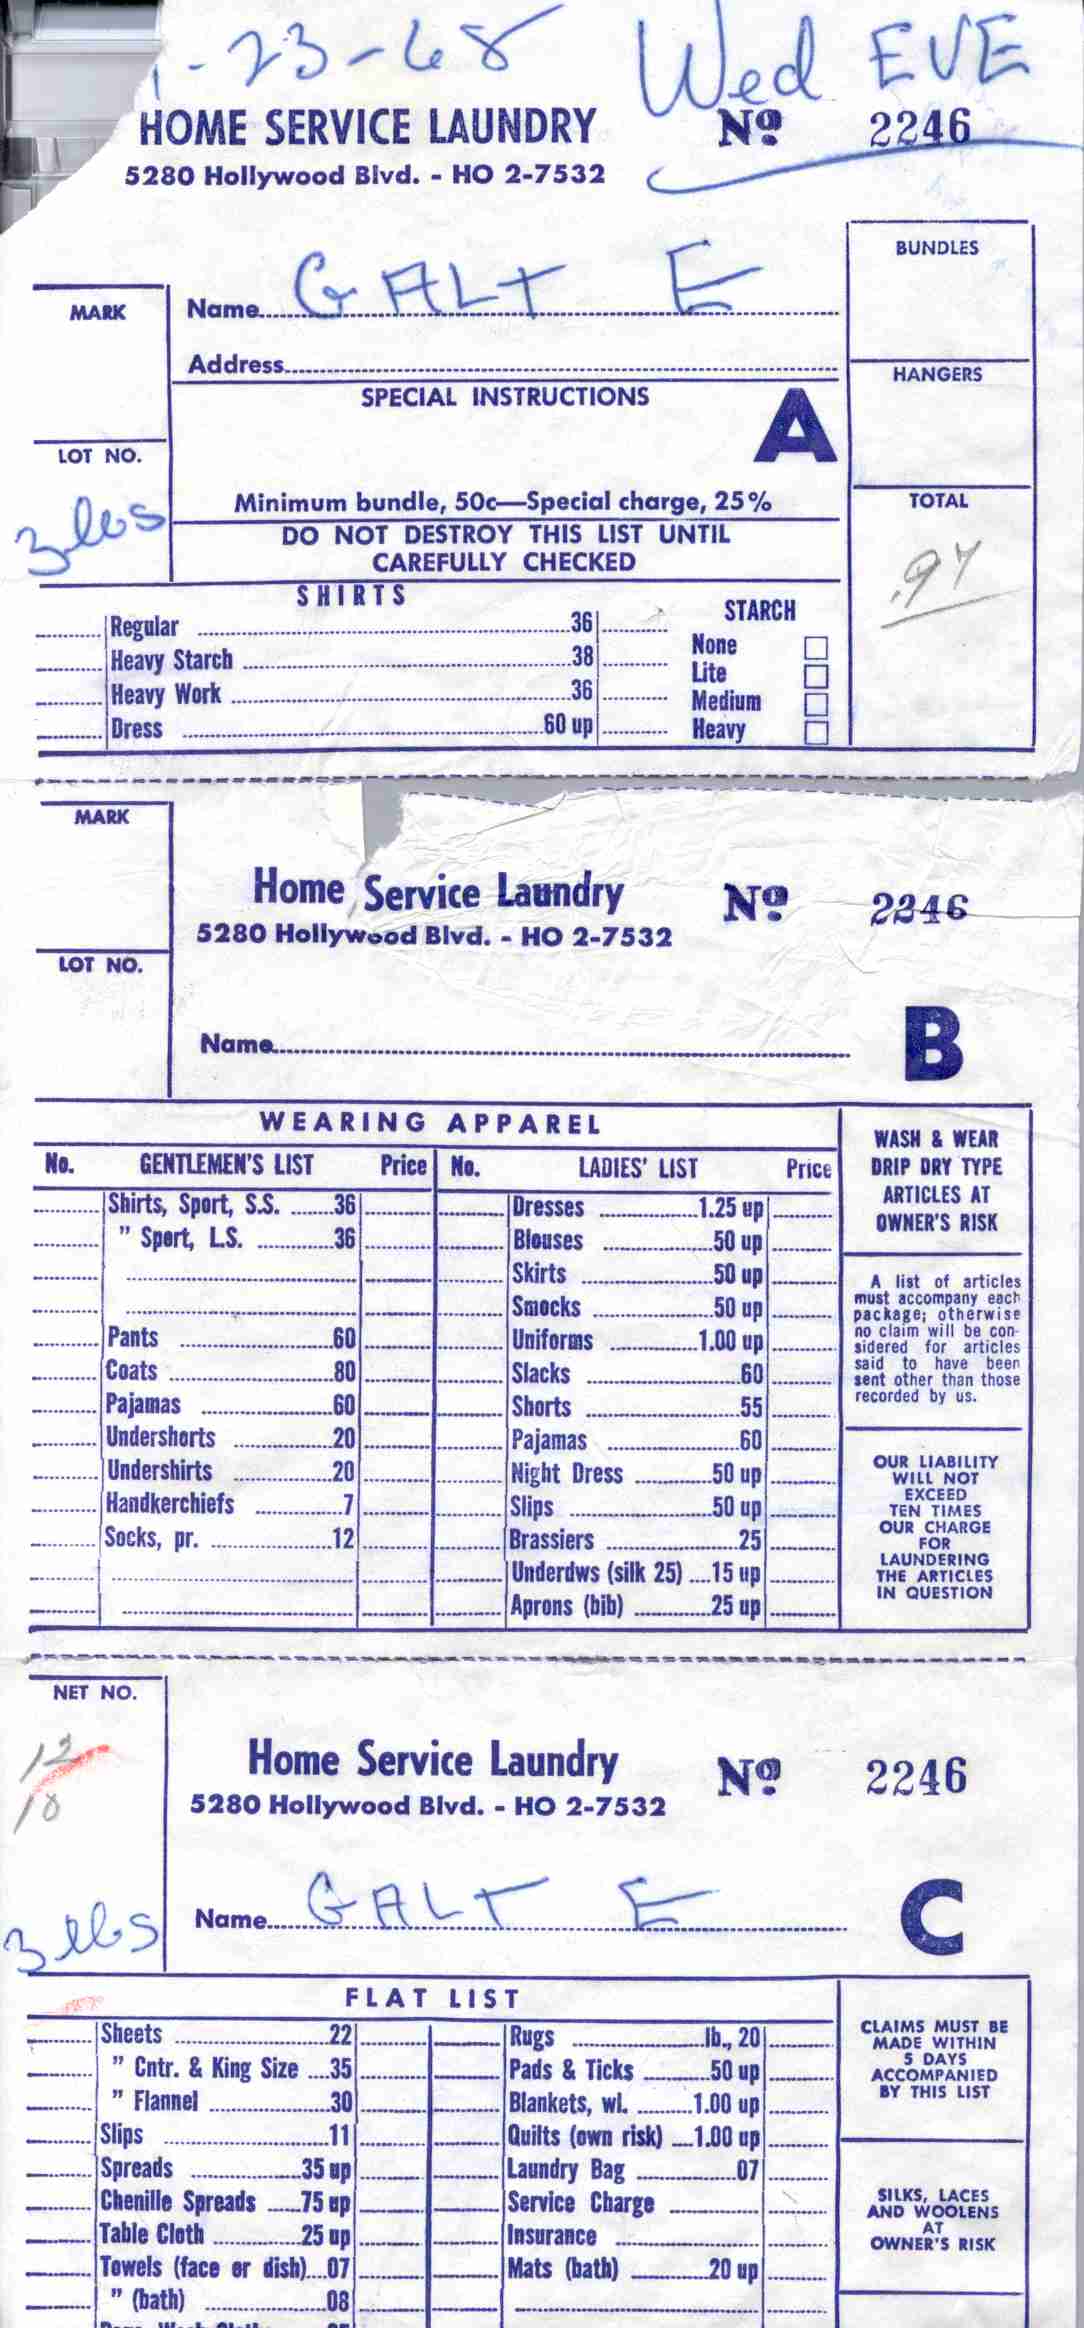 -23-68 Wed EVE
HOME SERVICE LAUNDRY Nº 2246
5280 Hollywood Blvd. - HO 2-7532
BUNDLES
MARK
Name GALT E
Address
HANGERS
SPECIAL INSTRUCTIONS
A
LOT NO.
3 lbs
Minimum bundle, 50c—Special charge, 25%
TOTAL
.97
DO NOT DESTROY THIS LIST UNTIL
CAREFULLY CHECKED
SHIRTS
STARCH
Regular 36
Heavy Starch 38
Heavy Work 36
Dress 60 up
None
Lite
Medium
Heavy
MARK
Home Service Laundry Nº 2246
5280 Hollywood Blvd. - HO 2-7532
LOT NO.
Name
B
WEARING APPAREL
No. GENTLEMEN'S LIST Price No. LADIES' LIST Price
Shirts, Sport, S.S. 36 Dresses 1.25 up
" Sport, L.S. 36 Blouses 50 up
Skirts 50 up
Smocks 50 up
Pants 60 Uniforms 1.00 up
Coats 80 Slacks 60
Pajamas 60 Shorts 55
Undershorts 20 Pajamas 60
Undershirts 20 Night Dress 50 up
Handkerchiefs 7 Slips 50 up
Socks, pr. 12 Brassiers 25
Underdws (silk 25) 15 up
Aprons (bib) 25 up
WASH & WEAR
DRIP DRY TYPE
ARTICLES AT
OWNER'S RISK
A list of articles
must accompany each
package; otherwise
no claim will be con-
sidered for articles
said to have been
sent other than those
recorded by us.
OUR LIABILITY
WILL NOT
EXCEED
TEN TIMES
OUR CHARGE
FOR
LAUNDERING
THE ARTICLES
IN QUESTION
NET NO.
12
10
3 lbs
Home Service Laundry Nº 2246
5280 Hollywood Blvd. - HO 2-7532
Name GALT E
C
FLAT LIST
Sheets 22 Rugs lb., 20
" Cntr. & King Size 35 Pads & Ticks 50 up
" Flannel 30 Blankets, wl. 1.00 up
Slips 11 Quilts (own risk) 1.00 up
Spreads 35 up Laundry Bag 07
Chenille Spreads 75 up Service Charge
Table Cloth 25 up Insurance
Towels (face or dish) 07 Mats (bath) 20 up
" (bath) 08
CLAIMS MUST BE
MADE WITHIN
5 DAYS
ACCOMPANIED
BY THIS LIST
SILKS, LACES
AND WOOLENS
AT
OWNER'S RISK